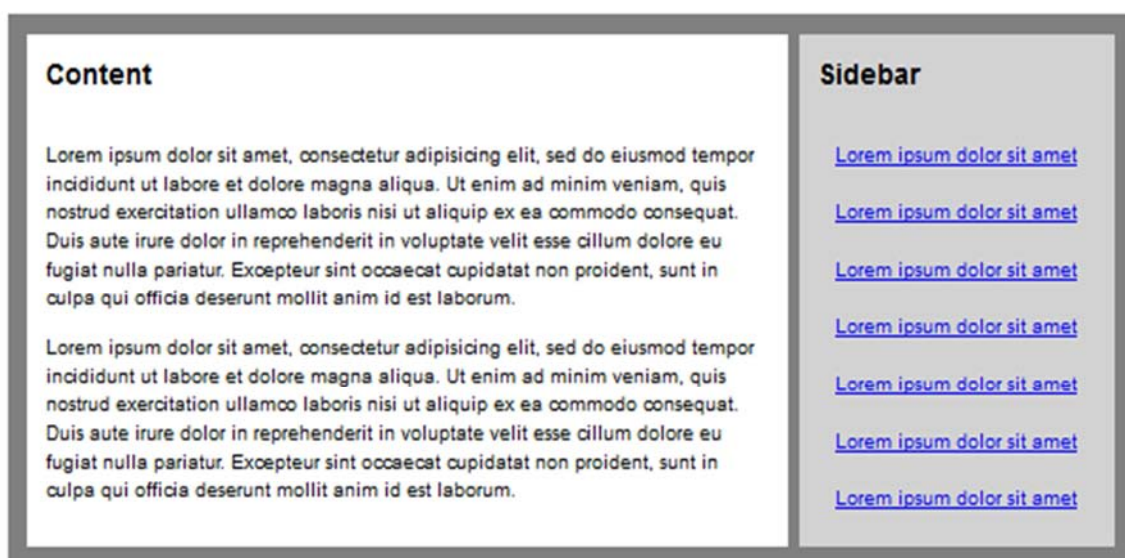 Content
Lorem ipsum dolor sit amet, consectetur adipisicing elit, sed do eiusmod tempor
incididunt ut labore et dolore magna aliqua. Ut enim ad minim veniam, quis
nostrud exercitation ullamco laboris nisi ut aliquip ex ea commodo consequat.
Duis aute irure dolor in reprehenderit in voluptate velit esse cillum dolore eu
fugiat nulla pariatur. Excepteur sint occaecat cupidatat non proident, sunt in
culpa qui officia deserunt mollit anim id est laborum.
Lorem ipsum dolor sit amet, consectetur adipisicing elit, sed do eiusmod tempor
incididunt ut labore et dolore magna aliqua. Ut enim ad minim veniam, quis
nostrud exercitation ullamco laboris nisi ut aliquip ex ea commodo consequat.
Duis aute irure dolor in reprehenderit in voluptate velit esse cillum dolore eu
fugiat nulla pariatur. Excepteur sint occaecat cupidatat non proident, sunt in
culpa qui officia deserunt mollit anim id est laborum.
Sidebar
Lorem ipsum dolor sit amet
Lorem ipsum dolor sit amet
Lorem ipsum dolor sit amet
Lorem ipsum dolor sit amet
Lorem ipsum dolor sit amet
Lorem ipsum dolor sit amet
Lorem ipsum dolor sit amet